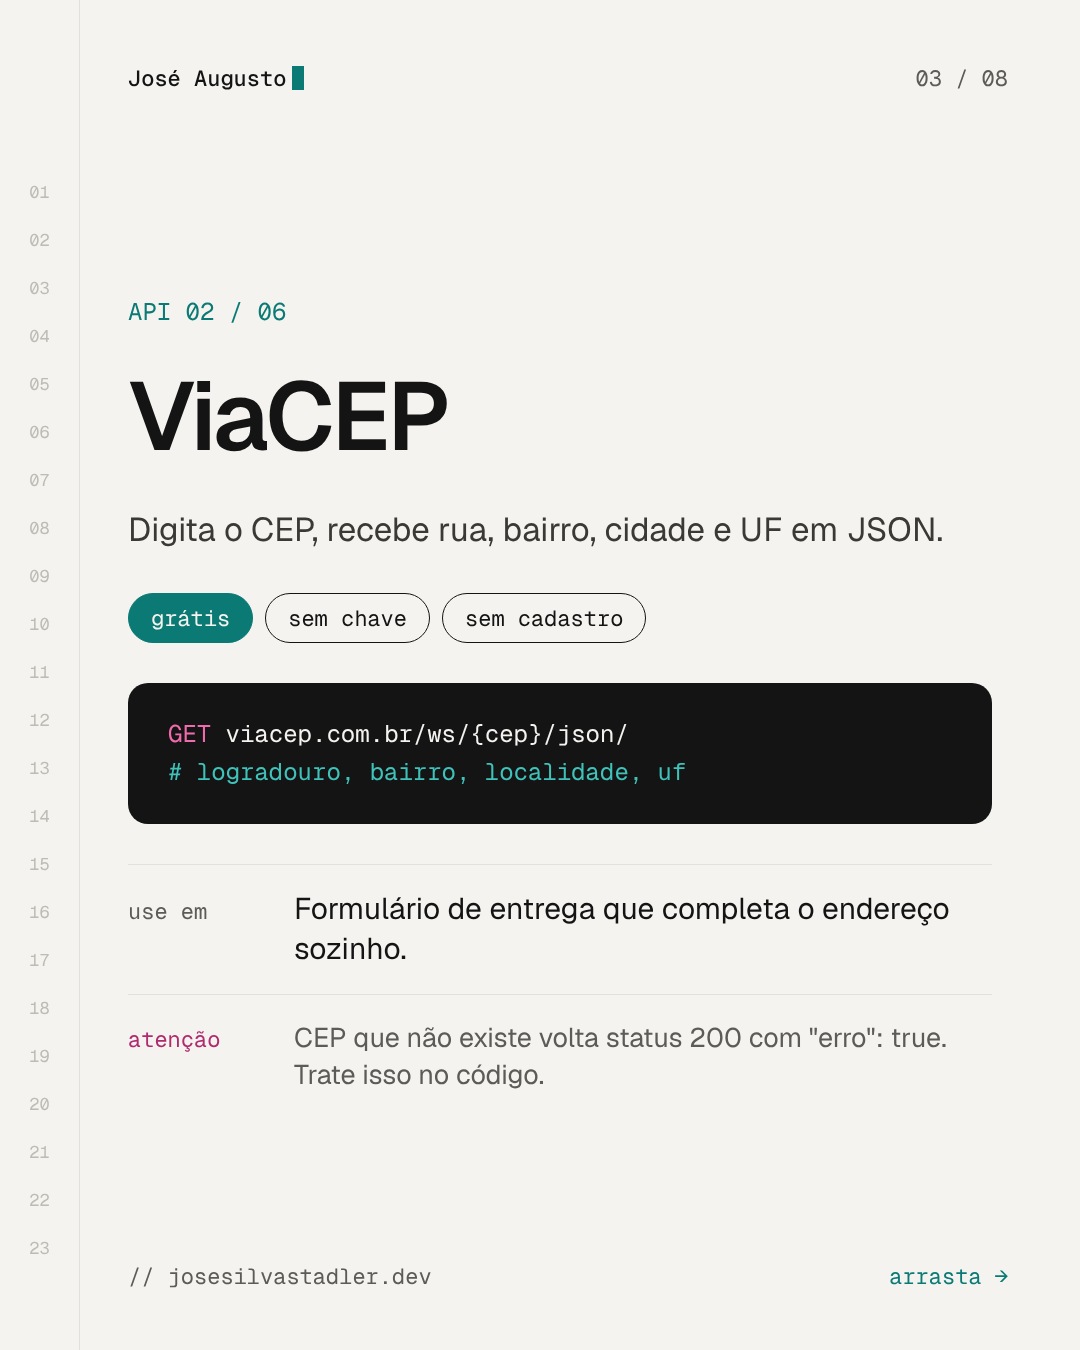 José Augusto
03 / 08
01
02
03
04
05
06
07
08
09
10
11
12
13
14
15
16
17
18
19
20
21
22
23
API 02 / 06
ViaCEP
Digita o CEP, recebe rua, bairro, cidade e UF em JSON.
grátis
sem chave
sem cadastro
GET viacep.com.br/ws/{cep}/json/
# logradouro, bairro, localidade, uf
use em
Formulário de entrega que completa o endereço
sozinho.
atenção
CEP que não existe volta status 200 com "erro": true.
Trate isso no código.
// josesilvastadler.dev
arrasta →